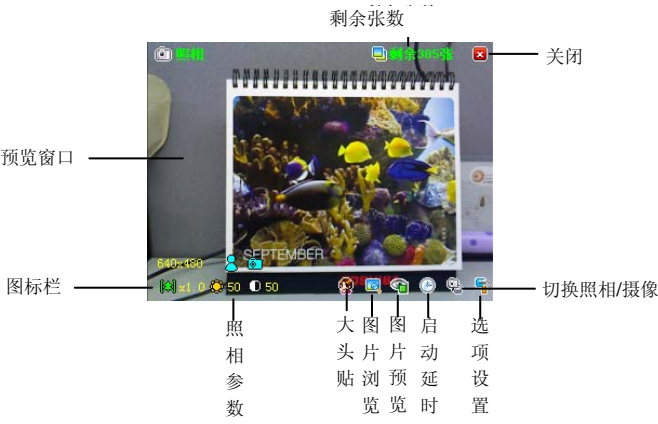 剩余张数
照相
剩余385张
关闭
预览窗口
SEPTEMBER
640x480
图标栏
x1.0
50
50
切换照相/摄像
照相参数
大头贴
图片浏览
图片预览
启动延时
选项设置